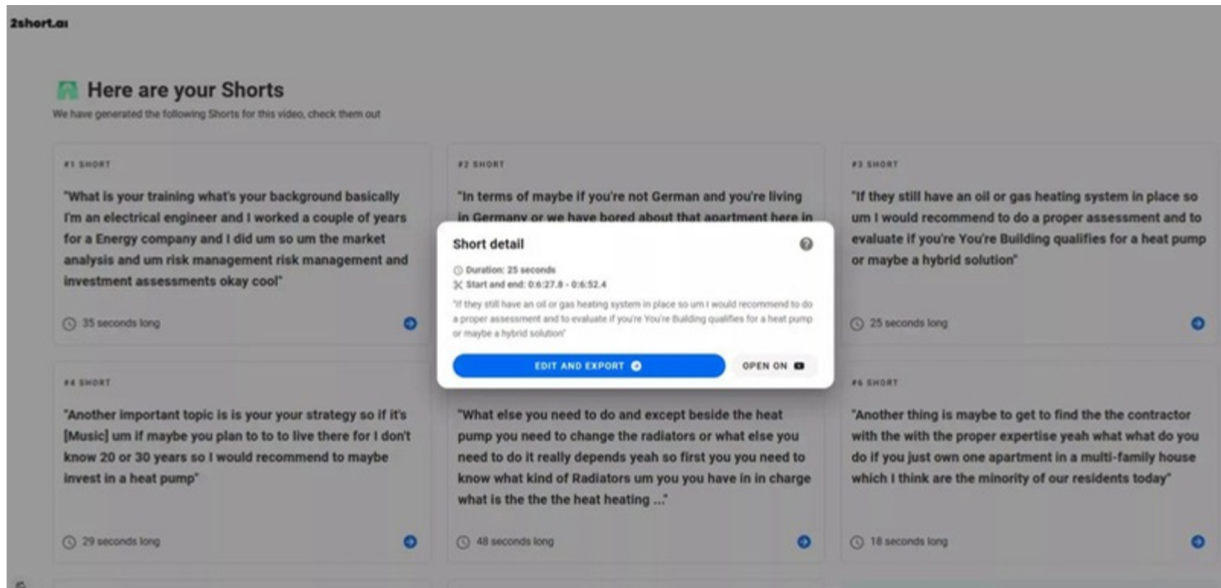 2short.ai
Here are your Shorts
We have generated the following Shorts for this video, check them out
#1 SHORT
"What is your training what's your background basically
I'm an electrical engineer and I worked a couple of years
for a Energy company and I did um so um the market
analysis and um risk management risk management and
investment assessments okay cool"
35 seconds long
#2 SHORT
"In terms of maybe if you're not German and you're living
in Germany or we have bored about that apartment here in
#3 SHORT
"If they still have an oil or gas heating system in place so
um I would recommend to do a proper assessment and to
evaluate if you're You're Building qualifies for a heat pump
or maybe a hybrid solution"
25 seconds long
Short detail
Duration: 25 seconds
Start and end: 0:6:27.8 - 0:6:52.4
"If they still have an oil or gas heating system in place so um I would recommend to do
a proper assessment and to evaluate if you're You're Building qualifies for a heat pump
or maybe a hybrid solution"
EDIT AND EXPORT
OPEN ON
#4 SHORT
"Another important topic is is your your strategy so if it's
[Music] um if maybe you plan to to to live there for I don't
know 20 or 30 years so I would recommend to maybe
invest in a heat pump"
29 seconds long
"What else you need to do and except beside the heat
pump you need to change the radiators or what else you
need to do it really depends yeah so first you you need to
know what kind of Radiators um you you have in in charge
what is the the the heat heating ..."
48 seconds long
#6 SHORT
"Another thing is maybe to get to find the the contractor
with the with the proper expertise yeah what what do you
do if you just own one apartment in a multi-family house
which I think are the minority of our residents today"
18 seconds long